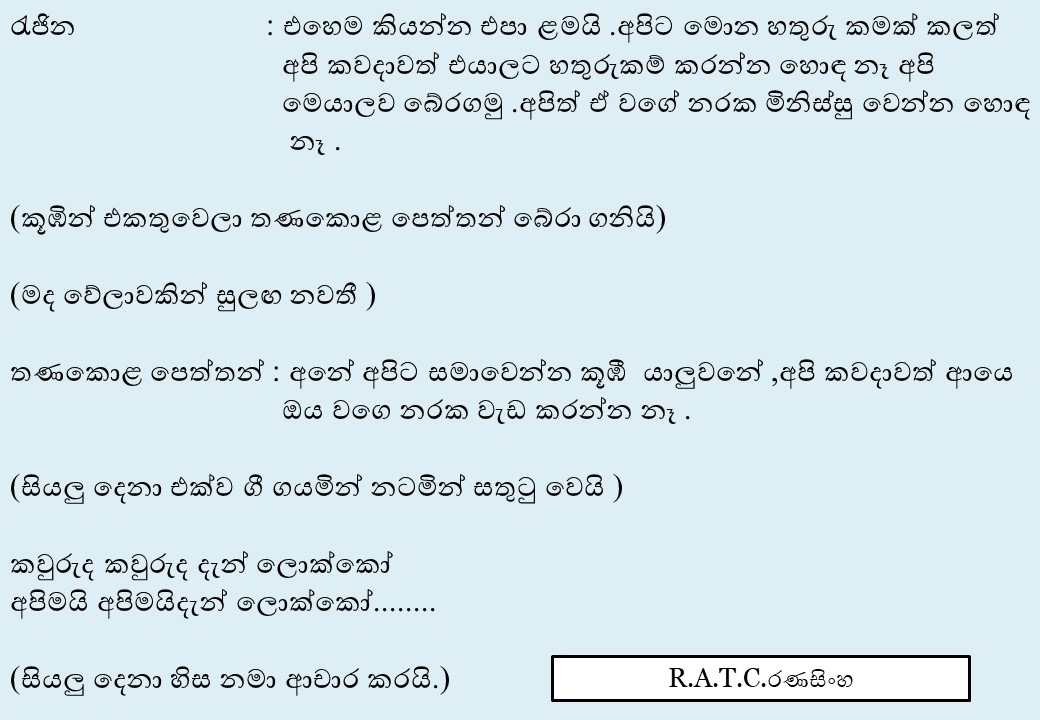 රැජින : එහෙම කියන්න එපා ළමයි .අපිට මොන හතුරු කමක් කලත්
අපි කවදාවත් එයාලට හතුරුකම් කරන්න හොඳ නෑ අපි
මෙයාලව බේරගමු .අපිත් ඒ වගේ නරක මිනිස්සු වෙන්න හොඳ
නෑ .
(කූඹින් එකතුවෙලා තණකොළ පෙත්තන් බේරා ගනියි)
(මද වේලාවකින් සුලඟ නවතී )
තණකොළ පෙත්තන් : අනේ අපිට සමාවෙන්න කූඹී යාලුවනේ ,අපි කවදාවත් ආයෙ
ඔය වගෙ නරක වැඩ කරන්න නෑ .
(සියලු දෙනා එක්ව ගී ගයමින් නටමින් සතුටු වෙයි )
කවුරුද කවුරුද දැන් ලොක්කෝ
අපිමයි අපිමයිදැන් ලොක්කෝ........
(සියලු දෙනා හිස නමා ආචාර කරයි.)
R.A.T.C.රණසිංහ